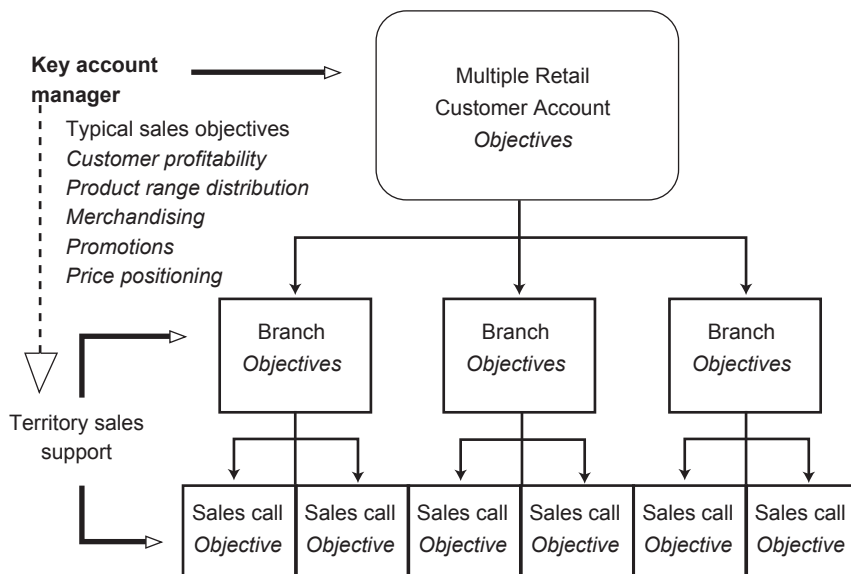 Key account
manager
Typical sales objectives
Customer profitability
Product range distribution
Merchandising
Promotions
Price positioning
Multiple Retail
Customer Account
Objectives
Branch
Objectives
Branch
Objectives
Branch
Objectives
Territory sales
support
Sales call
Objective
Sales call
Objective
Sales call
Objective
Sales call
Objective
Sales call
Objective
Sales call
Objective